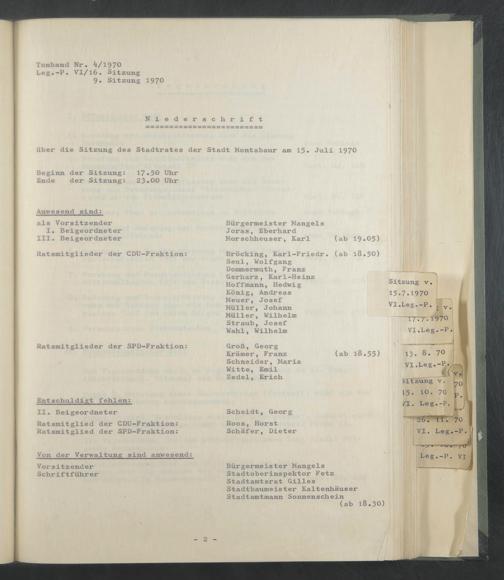 Tonband Nr. 4/1970
Leg.-P. VI/16. Sitzung
9. Sitzung 1970
N i e d e r s c h r i f t
über die Sitzung des Stadtrates der Stadt Montabaur am 15. Juli 1970
Beginn der Sitzung: 17.50 Uhr
Ende der Sitzung: 23.00 Uhr
Anwesend sind:
als Vorsitzender Bürgermeister Mangels
I. Beigeordneter Joras, Eberhard
III. Beigeordneter Morschheuser, Karl (ab 19.05)
Ratsmitglieder der CDU-Fraktion: Bröcking, Karl-Friedr. (ab 18.50)
Seul, Wolfgang
Dommermuth, Franz
Gerharz, Karl-Heinz
Hoffmann, Hedwig
König, Andreas
Meuer, Josef
Müller, Johann
Müller, Wilhelm
Straub, Josef
Wahl, Wilhelm
Ratsmitglieder der SPD-Fraktion: Groß, Georg
Krämer, Franz (ab 18.55)
Schneider, Maria
Witte, Emil
Zedel, Erich
Entschuldigt fehlen:
II. Beigeordneter Scheidt, Georg
Ratsmitglied der CDU-Fraktion: Roos, Horst
Ratsmitglied der SPD-Fraktion: Schäfer, Dieter
Von der Verwaltung sind anwesend:
Vorsitzender Bürgermeister Mangels
Schriftführer Stadtoberinspektor Fetz
Stadtamtsrat Gilles
Stadtbaumeister Kaltenhäuser
Stadtamtmann Sonnenschein
(ab 18.30)
- 2 -
Sitzung v.
15.7.1970
VI.Leg.-P.
v.
17.7.1970
VI.Leg.-P.
13. 8. 70
VI.Leg.-P.
Sitzung v.
15. 10. 70
VI. Leg.-P.
v.
70
P.
11. 70
VI. Leg.-P.
Leg.-P. VI